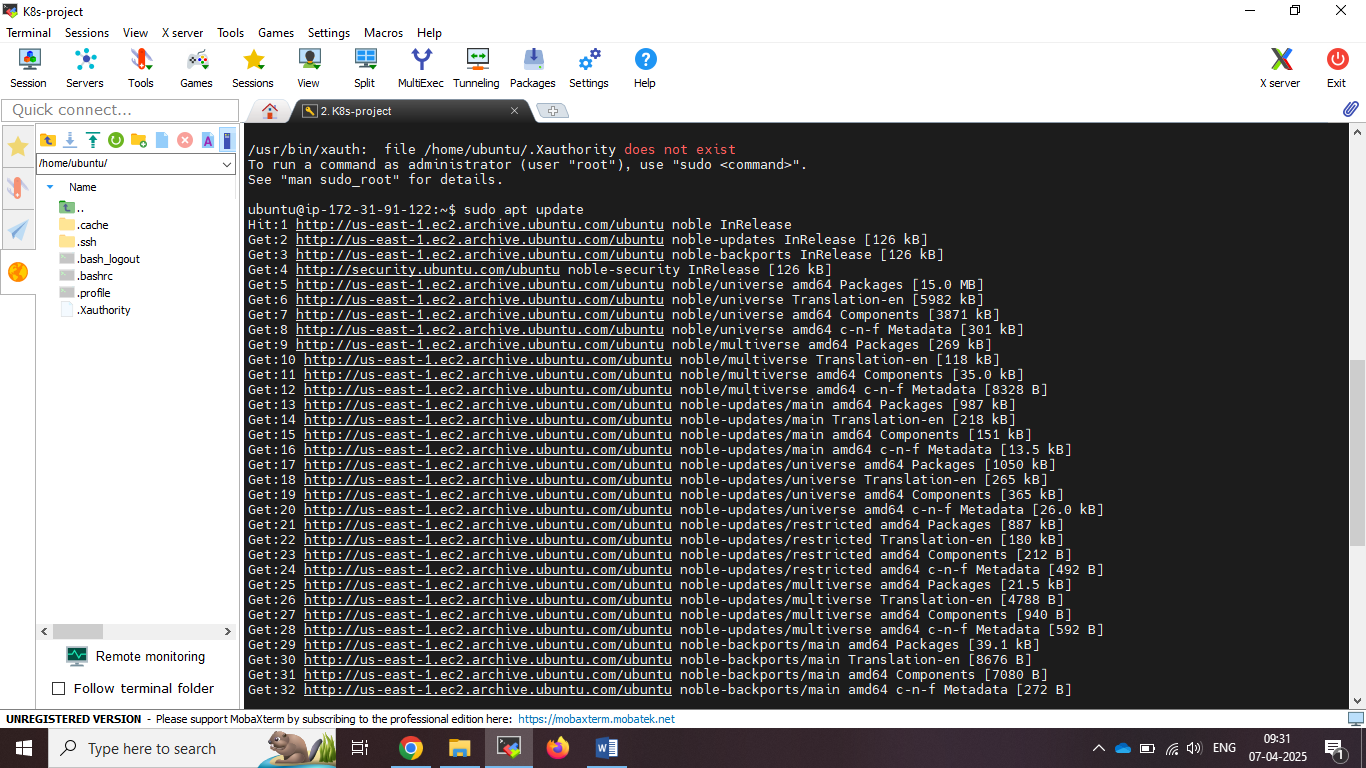 K8s-project
Terminal Sessions View X server Tools Games Settings Macros Help
Session Servers Tools Games Sessions View Split MultiExec Tunneling Packages Settings Help X server Exit
Quick connect...
2. K8s-project
/home/ubuntu/
Name
..
.cache
.ssh
.bash_logout
.bashrc
.profile
.Xauthority
Remote monitoring
Follow terminal folder
/usr/bin/xauth:  file /home/ubuntu/.Xauthority does not exist
To run a command as administrator (user "root"), use "sudo <command>".
See "man sudo_root" for details.
ubuntu@ip-172-31-91-122:~$ sudo apt update
Hit:1 http://us-east-1.ec2.archive.ubuntu.com/ubuntu noble InRelease
Get:2 http://us-east-1.ec2.archive.ubuntu.com/ubuntu noble-updates InRelease [126 kB]
Get:3 http://us-east-1.ec2.archive.ubuntu.com/ubuntu noble-backports InRelease [126 kB]
Get:4 http://security.ubuntu.com/ubuntu noble-security InRelease [126 kB]
Get:5 http://us-east-1.ec2.archive.ubuntu.com/ubuntu noble/universe amd64 Packages [15.0 MB]
Get:6 http://us-east-1.ec2.archive.ubuntu.com/ubuntu noble/universe Translation-en [5982 kB]
Get:7 http://us-east-1.ec2.archive.ubuntu.com/ubuntu noble/universe amd64 Components [3871 kB]
Get:8 http://us-east-1.ec2.archive.ubuntu.com/ubuntu noble/universe amd64 c-n-f Metadata [301 kB]
Get:9 http://us-east-1.ec2.archive.ubuntu.com/ubuntu noble/multiverse amd64 Packages [269 kB]
Get:10 http://us-east-1.ec2.archive.ubuntu.com/ubuntu noble/multiverse Translation-en [118 kB]
Get:11 http://us-east-1.ec2.archive.ubuntu.com/ubuntu noble/multiverse amd64 Components [35.0 kB]
Get:12 http://us-east-1.ec2.archive.ubuntu.com/ubuntu noble/multiverse amd64 c-n-f Metadata [8328 B]
Get:13 http://us-east-1.ec2.archive.ubuntu.com/ubuntu noble-updates/main amd64 Packages [987 kB]
Get:14 http://us-east-1.ec2.archive.ubuntu.com/ubuntu noble-updates/main Translation-en [218 kB]
Get:15 http://us-east-1.ec2.archive.ubuntu.com/ubuntu noble-updates/main amd64 Components [151 kB]
Get:16 http://us-east-1.ec2.archive.ubuntu.com/ubuntu noble-updates/main amd64 c-n-f Metadata [13.5 kB]
Get:17 http://us-east-1.ec2.archive.ubuntu.com/ubuntu noble-updates/universe amd64 Packages [1050 kB]
Get:18 http://us-east-1.ec2.archive.ubuntu.com/ubuntu noble-updates/universe Translation-en [265 kB]
Get:19 http://us-east-1.ec2.archive.ubuntu.com/ubuntu noble-updates/universe amd64 Components [365 kB]
Get:20 http://us-east-1.ec2.archive.ubuntu.com/ubuntu noble-updates/universe amd64 c-n-f Metadata [26.0 kB]
Get:21 http://us-east-1.ec2.archive.ubuntu.com/ubuntu noble-updates/restricted amd64 Packages [887 kB]
Get:22 http://us-east-1.ec2.archive.ubuntu.com/ubuntu noble-updates/restricted Translation-en [180 kB]
Get:23 http://us-east-1.ec2.archive.ubuntu.com/ubuntu noble-updates/restricted amd64 Components [212 B]
Get:24 http://us-east-1.ec2.archive.ubuntu.com/ubuntu noble-updates/restricted amd64 c-n-f Metadata [492 B]
Get:25 http://us-east-1.ec2.archive.ubuntu.com/ubuntu noble-updates/multiverse amd64 Packages [21.5 kB]
Get:26 http://us-east-1.ec2.archive.ubuntu.com/ubuntu noble-updates/multiverse Translation-en [4788 B]
Get:27 http://us-east-1.ec2.archive.ubuntu.com/ubuntu noble-updates/multiverse amd64 Components [940 B]
Get:28 http://us-east-1.ec2.archive.ubuntu.com/ubuntu noble-updates/multiverse amd64 c-n-f Metadata [592 B]
Get:29 http://us-east-1.ec2.archive.ubuntu.com/ubuntu noble-backports/main amd64 Packages [39.1 kB]
Get:30 http://us-east-1.ec2.archive.ubuntu.com/ubuntu noble-backports/main Translation-en [8676 B]
Get:31 http://us-east-1.ec2.archive.ubuntu.com/ubuntu noble-backports/main amd64 Components [7080 B]
Get:32 http://us-east-1.ec2.archive.ubuntu.com/ubuntu noble-backports/main amd64 c-n-f Metadata [272 B]
UNREGISTERED VERSION - Please support MobaXterm by subscribing to the professional edition here: https://mobaxterm.mobatek.net
Type here to search
ENG
09:31
07-04-2025
1